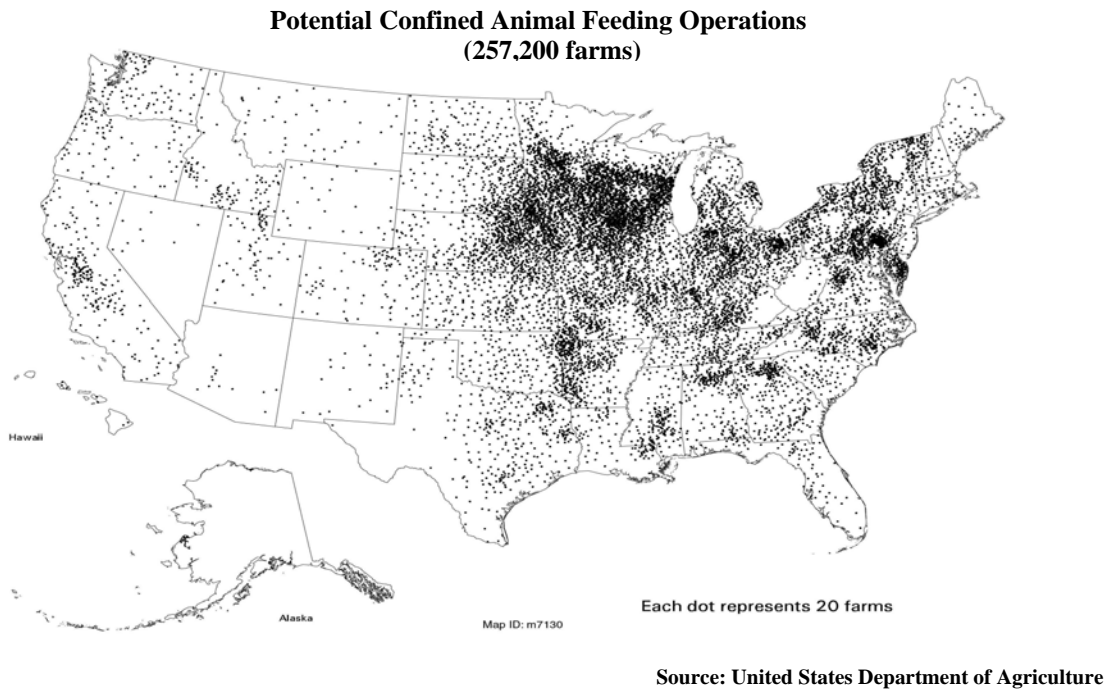 Potential Confined Animal Feeding Operations
(257,200 farms)
Hawaii
Alaska
Map ID: m7130
Each dot represents 20 farms
Source: United States Department of Agriculture